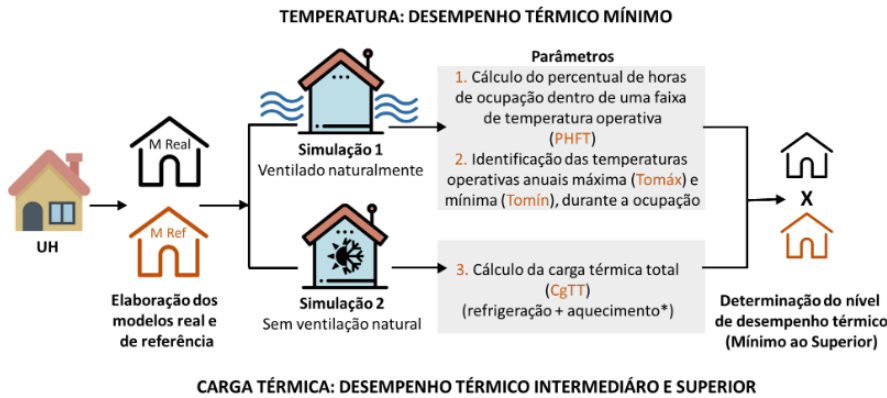 TEMPERATURA: DESEMPENHO TÉRMICO MÍNIMO
UH
M Real
M Ref
Elaboração dos
modelos real e
de referência
Simulação 1
Ventilado naturalmente
Simulação 2
Sem ventilação natural
Parâmetros
1. Cálculo do percentual de horas
de ocupação dentro de uma faixa
de temperatura operativa
(PHFT)
2. Identificação das temperaturas
operativas anuais máxima (Tomáx) e
mínima (Tomín), durante a ocupação
3. Cálculo da carga térmica total
(CgTT)
(refrigeração + aquecimento*)
X
Determinação do nível
de desempenho térmico
(Mínimo ao Superior)
CARGA TÉRMICA: DESEMPENHO TÉRMICO INTERMEDIÁRO E SUPERIOR